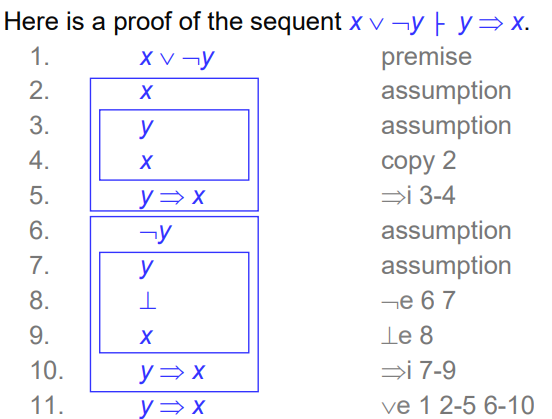 Here is a proof of the sequent x ∨ ¬y ⊢ y ⇒ x.
1. x ∨ ¬y premise
2. x assumption
3. y assumption
4. x copy 2
5. y ⇒ x ⇒i 3-4
6. ¬y assumption
7. y assumption
8. ⊥ ¬e 6 7
9. x ⊥e 8
10. y ⇒ x ⇒i 7-9
11. y ⇒ x ∨e 1 2-5 6-10